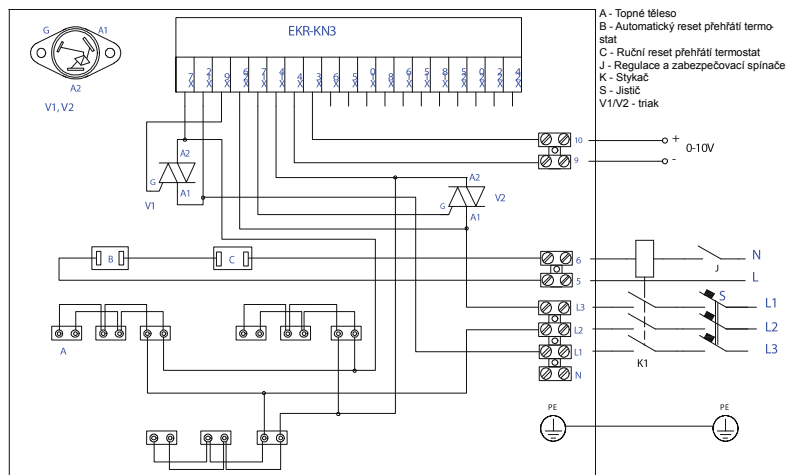 G
A1
A2
V1, V2
EKR-KN3
A - Topné těleso
B - Automatický reset přehřátí termo-
stat
C - Ruční reset přehřátí termostat
J - Regulace a zabezpečovací spínače
K - Stykač
S - Jistič
V1/V2 - triak
10
+
0-10V
9
-
A2
G
A1
V1
A2
G
A1
V2
B
C
6
J
N
5
L
L3
S
L1
L2
L2
L1
L3
K1
N
A
PE
PE